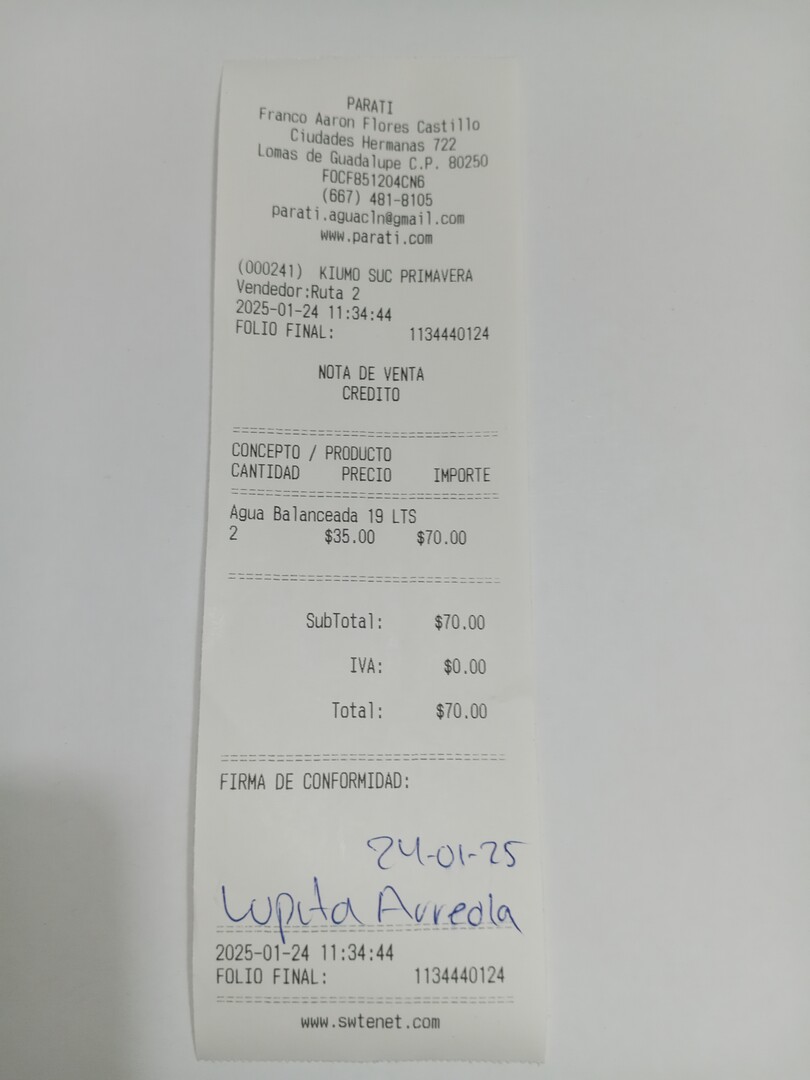 PARATI
Franco Aaron Flores Castillo
Ciudades Hermanas 722
Lomas de Guadalupe C.P. 80250
FOCF851204CN6
(667) 481-8105
parati.aguacln@gmail.com
www.parati.com
(000241) KIUMO SUC PRIMAVERA
Vendedor:Ruta 2
2025-01-24 11:34:44
FOLIO FINAL: 1134440124
NOTA DE VENTA
CREDITO
CONCEPTO / PRODUCTO
CANTIDAD PRECIO IMPORTE
Agua Balanceada 19 LTS
2 $35.00 $70.00
SubTotal: $70.00
IVA: $0.00
Total: $70.00
FIRMA DE CONFORMIDAD:
24-01-25
Lupita Aureola
2025-01-24 11:34:44
FOLIO FINAL: 1134440124
www.swtenet.com